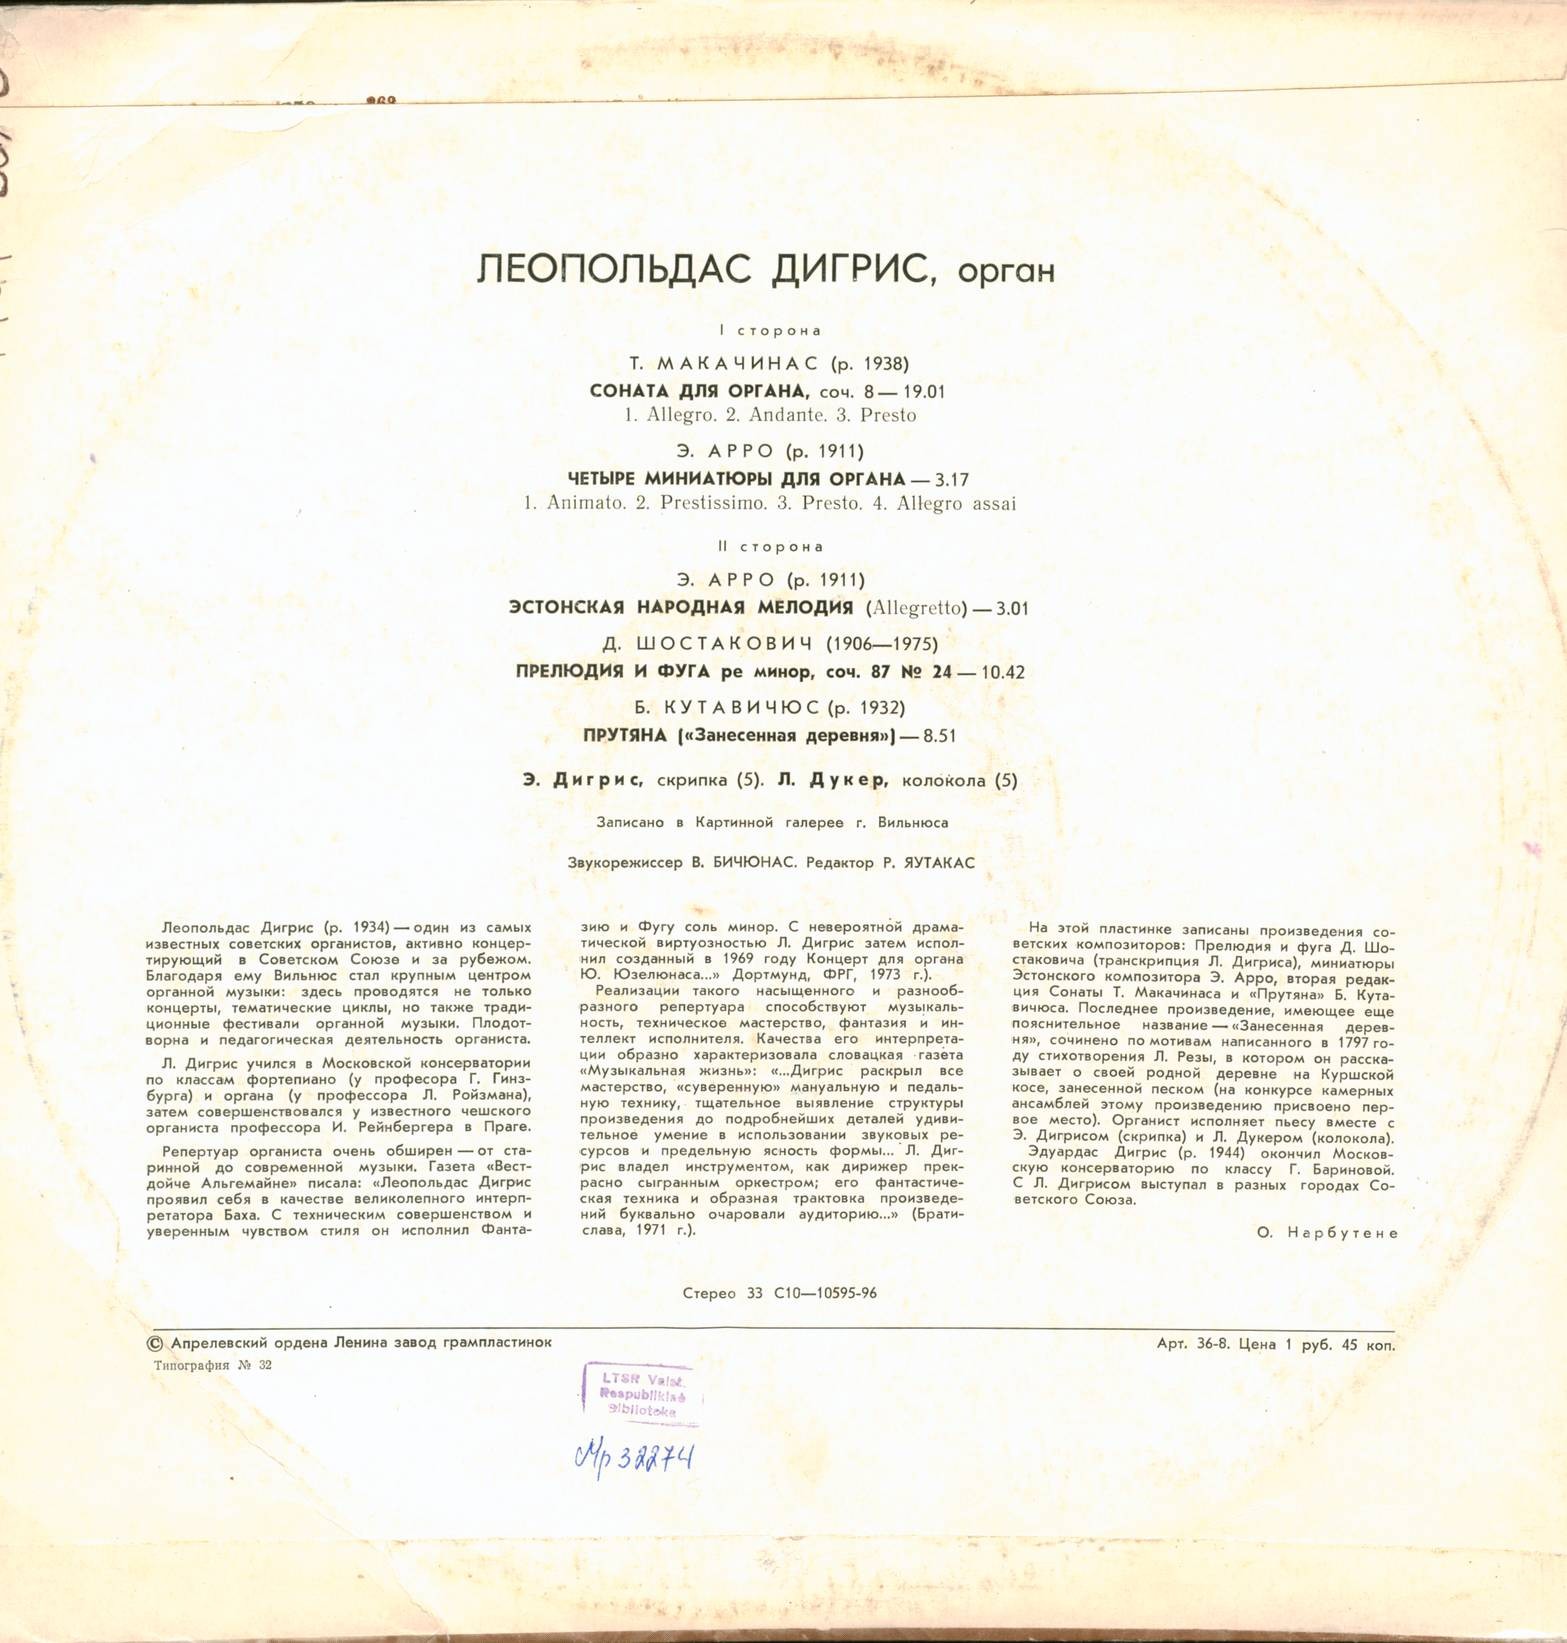 ЛЕОПОЛЬДАС ДИГРИС, орган
I сторона
Т. МАКАЧИНАС (р. 1938)
СОНАТА ДЛЯ ОРГАНА, соч. 8 — 19.01
1. Allegro. 2. Andante. 3. Presto
Э. АРРО (р. 1911)
ЧЕТЫРЕ МИНИАТЮРЫ ДЛЯ ОРГАНА — 3.17
1. Animato. 2. Prestissimo. 3. Presto. 4. Allegro assai
II сторона
Э. АРРО (р. 1911)
ЭСТОНСКАЯ НАРОДНАЯ МЕЛОДИЯ (Allegretto) — 3.01
Д. ШОСТАКОВИЧ (1906—1975)
ПРЕЛЮДИЯ И ФУГА ре минор, соч. 87 № 24 — 10.42
Б. КУТАВИЧЮС (р. 1932)
ПРУТЯНА («Занесенная деревня») — 8.51
Э. Дигрис, скрипка (5). Л. Дукер, колокола (5)
Записано в Картинной галерее г. Вильнюса
Звукорежиссер В. БИЧЮНАС. Редактор Р. ЯУТАКАС
Леопольдас Дигрис (р. 1934) — один из самых
известных советских органистов, активно концер-
тирующий в Советском Союзе и за рубежом.
Благодаря ему Вильнюс стал крупным центром
органной музыки: здесь проводятся не только
концерты, тематические циклы, но также тради-
ционные фестивали органной музыки. Плодот-
ворна и педагогическая деятельность органиста.
Л. Дигрис учился в Московской консерватории
по классам фортепиано (у професора Г. Гинз-
бурга) и органа (у профессора Л. Ройзмана),
затем совершенствовался у известного чешского
органиста профессора И. Рейнбергера в Праге.
Репертуар органиста очень обширен — от ста-
ринной до современной музыки. Газета «Вест-
дойче Альгемайне» писала: «Леопольдас Дигрис
проявил себя в качестве великолепного интерп-
ретатора Баха. С техническим совершенством и
уверенным чувством стиля он исполнил Фанта-
зию и Фугу соль минор. С невероятной драма-
тической виртуозностью Л. Дигрис затем испол-
нил созданный в 1969 году Концерт для органа
Ю. Юзелюнаса...» Дортмунд, ФРГ, 1973 г.).
Реализации такого насыщенного и разнооб-
разного репертуара способствуют музыкаль-
ность, техническое мастерство, фантазия и ин-
теллект исполнителя. Качества его интерпрета-
ции образно характеризовала словацкая газета
«Музыкальная жизнь»: «...Дигрис раскрыл все
мастерство, «суверенную» мануальную и педаль-
ную технику, тщательное выявление структуры
произведения до подробнейших деталей удиви-
тельное умение в использовании звуковых ре-
сурсов и предельную ясность формы... Л. Диг-
рис владел инструментом, как дирижер прек-
расно сыгранным оркестром; его фантастиче-
ская техника и образная трактовка произведе-
ний буквально очаровали аудиторию...» (Брати-
слава, 1971 г.).
На этой пластинке записаны произведения со-
ветских композиторов: Прелюдия и фуга Д. Шо-
стаковича (транскрипция Л. Дигриса), миниатюры
Эстонского композитора Э. Арро, вторая редак-
ция Сонаты Т. Макачинаса и «Прутяна» Б. Кута-
вичюса. Последнее произведение, имеющее еще
пояснительное название — «Занесенная дерев-
ня», сочинено по мотивам написанного в 1797 го-
ду стихотворения Л. Резы, в котором он расска-
зывает о своей родной деревне на Куршской
косе, занесенной песком (на конкурсе камерных
ансамблей этому произведению присвоено пер-
вое место). Органист исполняет пьесу вместе с
Э. Дигрисом (скрипка) и Л. Дукером (колокола).
Эдуардас Дигрис (р. 1944) окончил Москов-
скую консерваторию по классу Г. Бариновой.
С Л. Дигрисом выступал в разных городах Со-
ветского Союза.
О. Нарбутене
Стерео 33 С10—10595-96
© Апрелевский ордена Ленина завод грампластинок
Арт. 36-8. Цена 1 руб. 45 коп.
Типография № 32
LTSR Valst.
Respublikinė
Biblioteka
Мр 32274